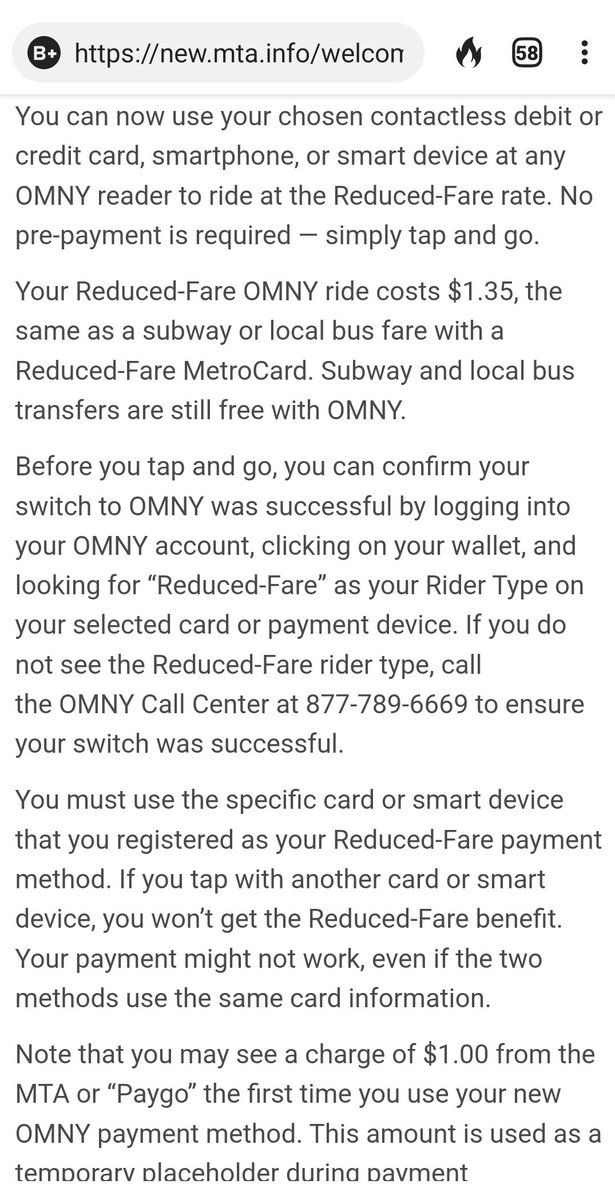 B+ https://new.mta.info/welcom 58
You can now use your chosen contactless debit or
credit card, smartphone, or smart device at any
OMNY reader to ride at the Reduced-Fare rate. No
pre-payment is required — simply tap and go.
Your Reduced-Fare OMNY ride costs $1.35, the
same as a subway or local bus fare with a
Reduced-Fare MetroCard. Subway and local bus
transfers are still free with OMNY.
Before you tap and go, you can confirm your
switch to OMNY was successful by logging into
your OMNY account, clicking on your wallet, and
looking for “Reduced-Fare” as your Rider Type on
your selected card or payment device. If you do
not see the Reduced-Fare rider type, call
the OMNY Call Center at 877-789-6669 to ensure
your switch was successful.
You must use the specific card or smart device
that you registered as your Reduced-Fare payment
method. If you tap with another card or smart
device, you won’t get the Reduced-Fare benefit.
Your payment might not work, even if the two
methods use the same card information.
Note that you may see a charge of $1.00 from the
MTA or “Paygo” the first time you use your new
OMNY payment method. This amount is used as a
temporary placeholder during payment